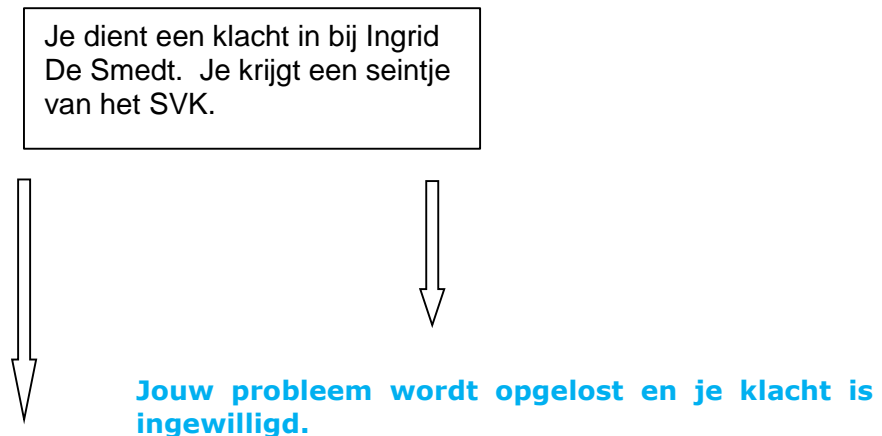 Je dient een klacht in bij Ingrid
De Smedt. Je krijgt een seintje
van het SVK.
Jouw probleem wordt opgelost en je klacht is
ingewilligd.